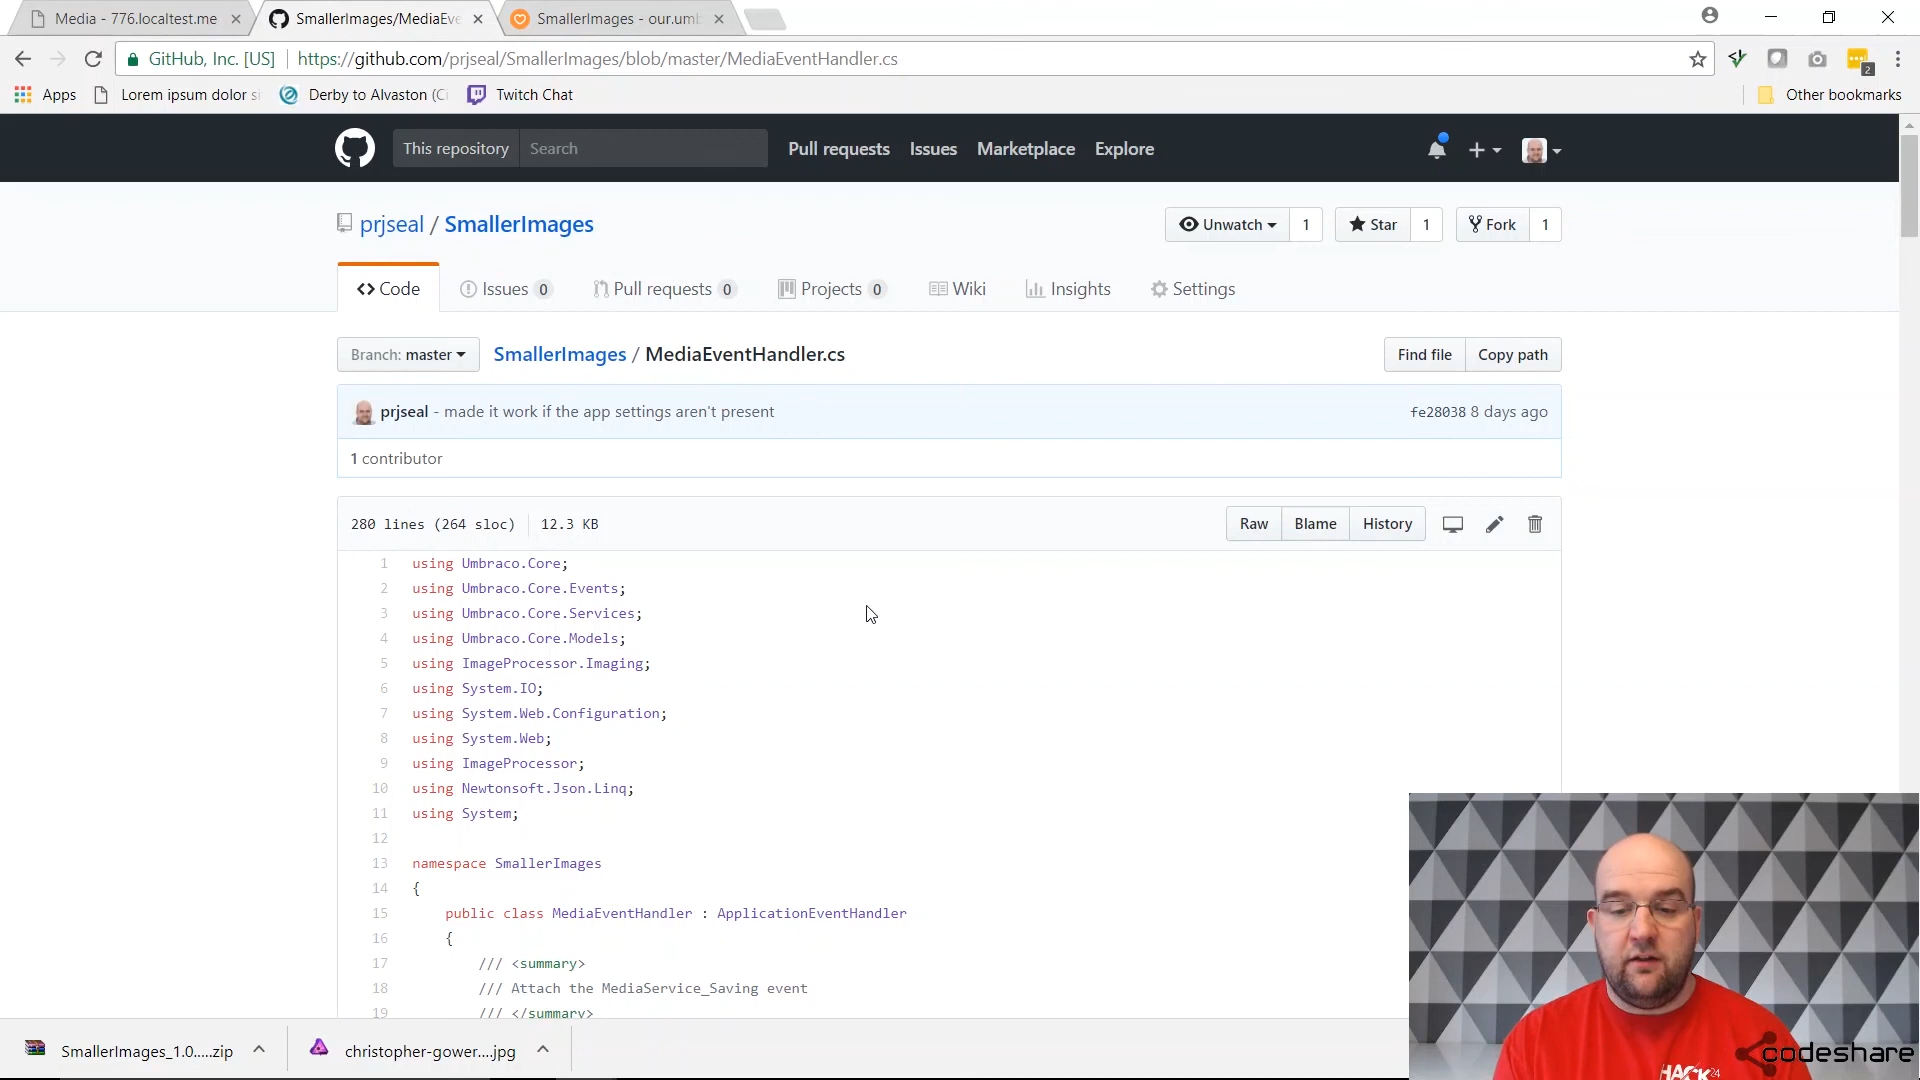 Media - 776.localtest.me
SmallerImages/MediaEve
SmallerImages - our.umb
GitHub, Inc. [US]
https://github.com/prjseal/SmallerImages/blob/master/MediaEventHandler.cs
2
Apps
Lorem ipsum dolor si
Derby to Alvaston (Ci
Twitch Chat
Other bookmarks
This repository
Search
Pull requests
Issues
Marketplace
Explore
prjseal / SmallerImages
Unwatch
1
Star
1
Fork
1
Code
Issues 0
Pull requests 0
Projects 0
Wiki
Insights
Settings
Branch: master
SmallerImages / MediaEventHandler.cs
Find file
Copy path
prjseal - made it work if the app settings aren't present
fe28038 8 days ago
1 contributor
280 lines (264 sloc)
12.3 KB
Raw
Blame
History
1 using Umbraco.Core;
2 using Umbraco.Core.Events;
3 using Umbraco.Core.Services;
4 using Umbraco.Core.Models;
5 using ImageProcessor.Imaging;
6 using System.IO;
7 using System.Web.Configuration;
8 using System.Web;
9 using ImageProcessor;
10 using Newtonsoft.Json.Linq;
11 using System;
12
13 namespace SmallerImages
14 {
15 public class MediaEventHandler : ApplicationEventHandler
16 {
17 /// <summary>
18 /// Attach the MediaService_Saving event
19 /// </summary>
SmallerImages_1.0.....zip
christopher-gower....jpg
HACK24
codeshare